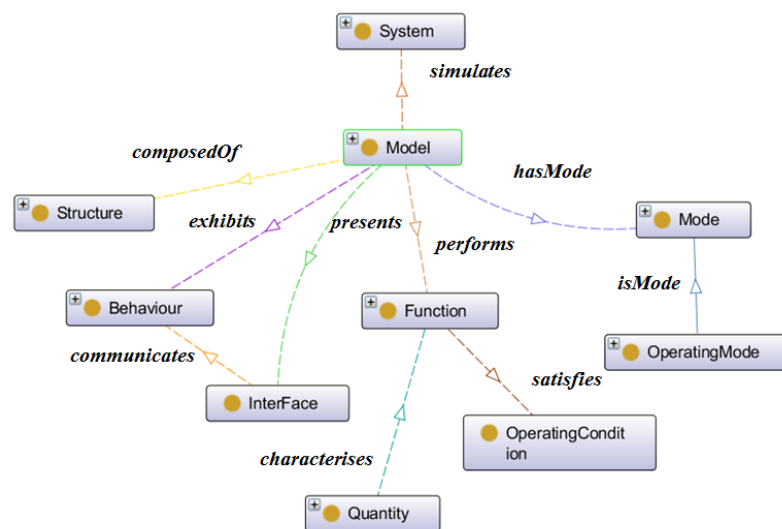 System
simulates
Model
composedOf
hasMode
Structure
exhibits
presents
Mode
performs
isMode
Behaviour
Function
communicates
OperatingMode
satisfies
InterFace
OperatingCondit
ion
characterises
Quantity